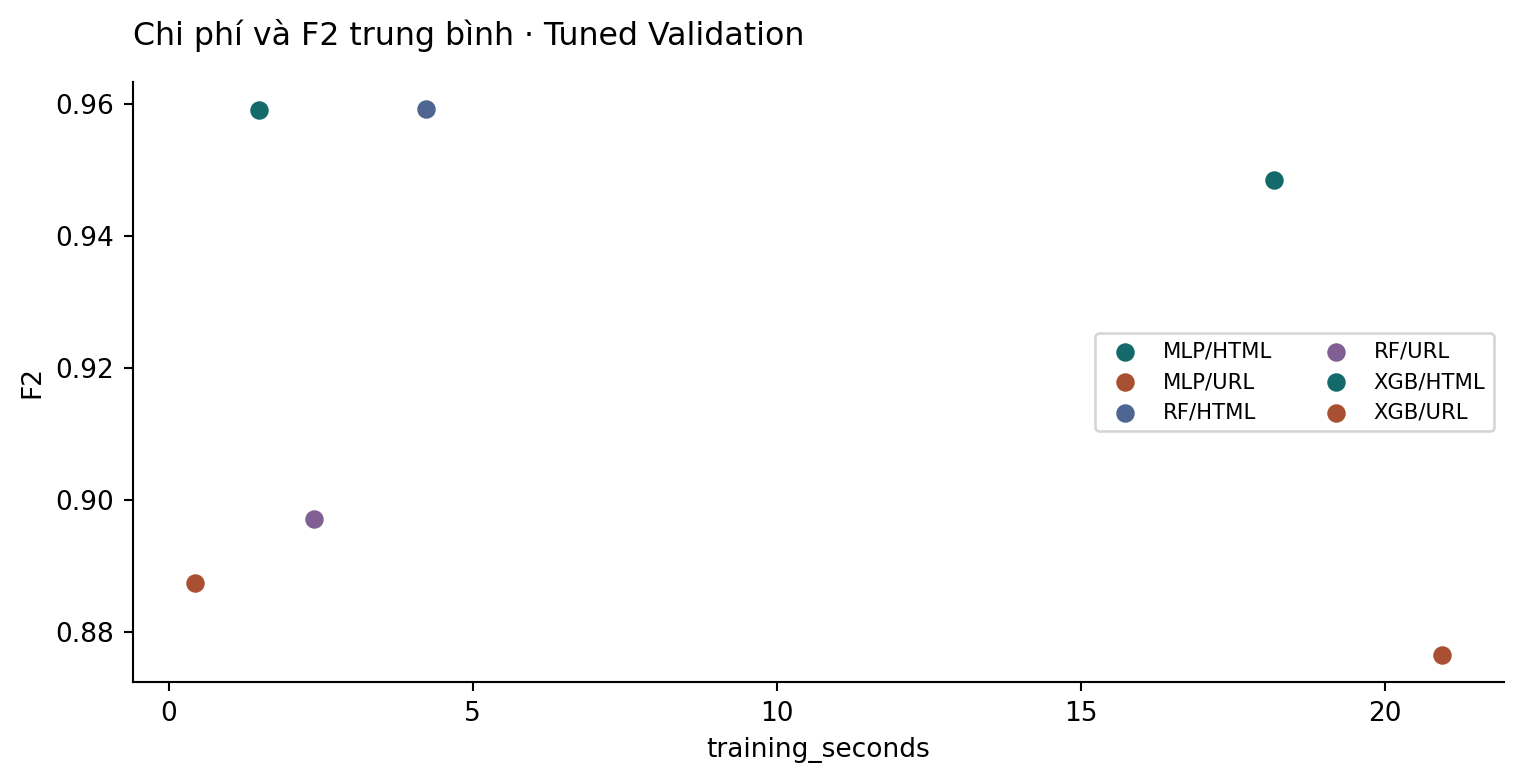 Chi phí và F2 trung bình · Tuned Validation
0.96
0.94
0.92
0.90
0.88
F2
MLP/HTML
MLP/URL
RF/HTML
RF/URL
XGB/HTML
XGB/URL
0 5 10 15 20
training_seconds